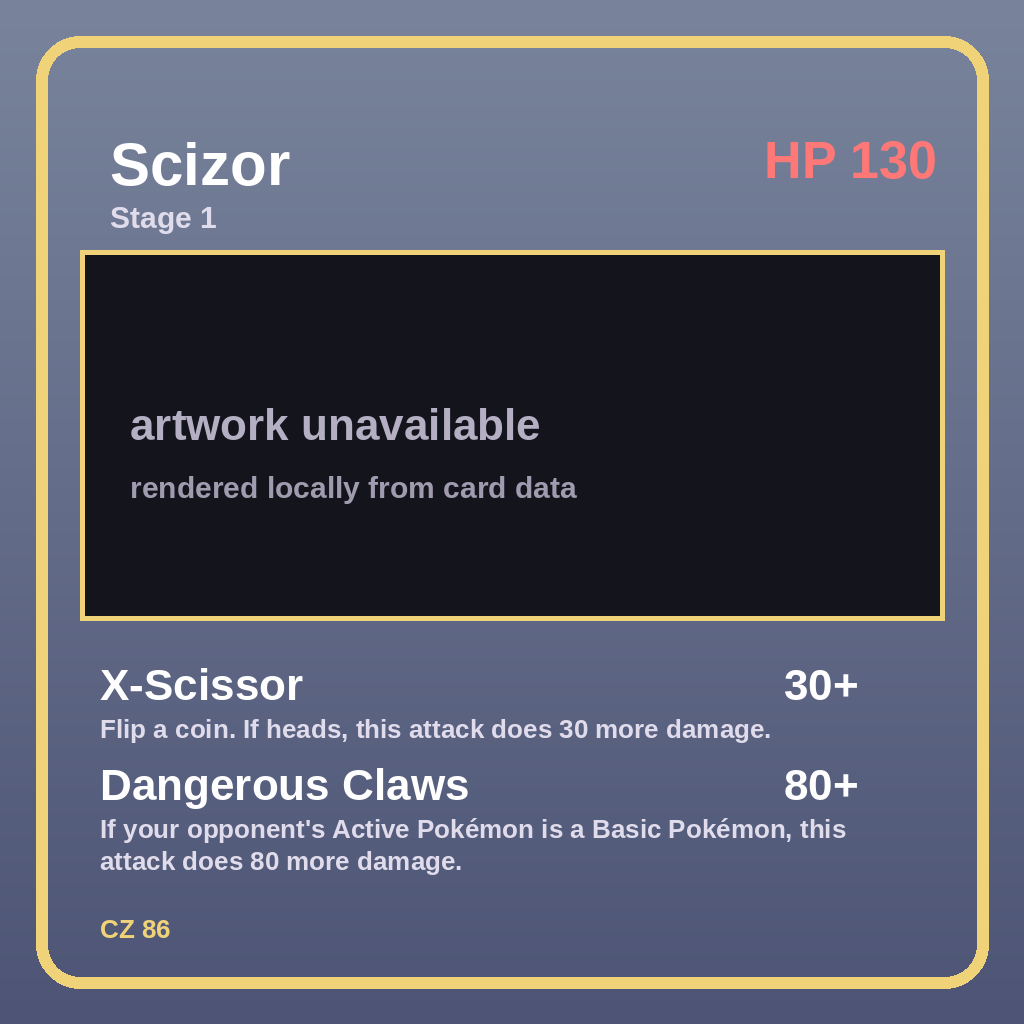 Scizor
HP 130
Stage 1
artwork unavailable
rendered locally from card data
X-Scissor 30+
Flip a coin. If heads, this attack does 30 more damage.
Dangerous Claws 80+
If your opponent's Active Pokémon is a Basic Pokémon, this
attack does 80 more damage.
CZ 86